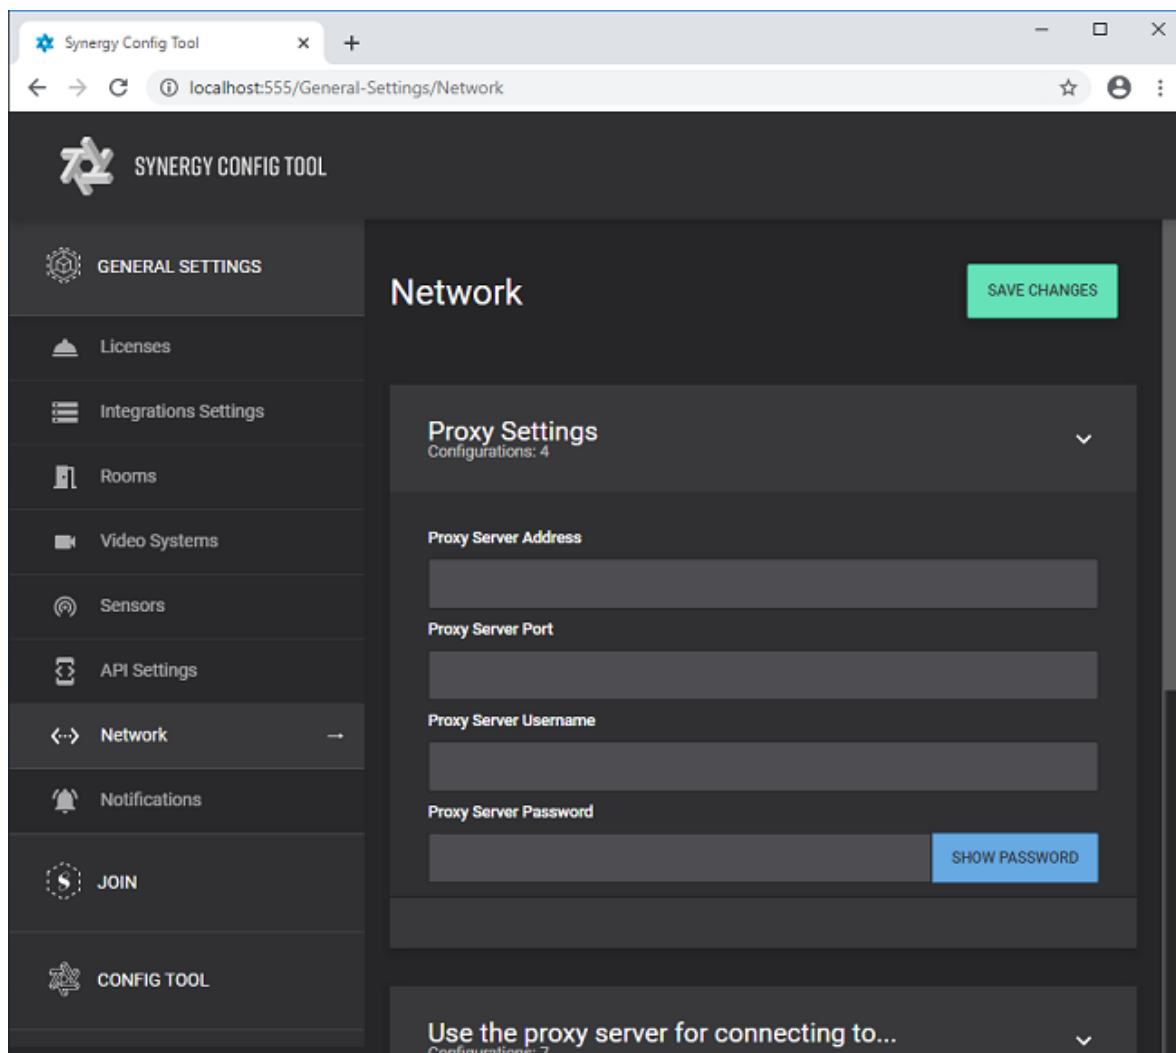 Synergy Config Tool
localhost:555/General-Settings/Network
SYNERGY CONFIG TOOL
GENERAL SETTINGS
Licenses
Integrations Settings
Rooms
Video Systems
Sensors
API Settings
Network
Notifications
JOIN
CONFIG TOOL
Network
SAVE CHANGES
Proxy Settings
Configurations: 4
Proxy Server Address
Proxy Server Port
Proxy Server Username
Proxy Server Password
SHOW PASSWORD
Use the proxy server for connecting to...
Configurations: 7